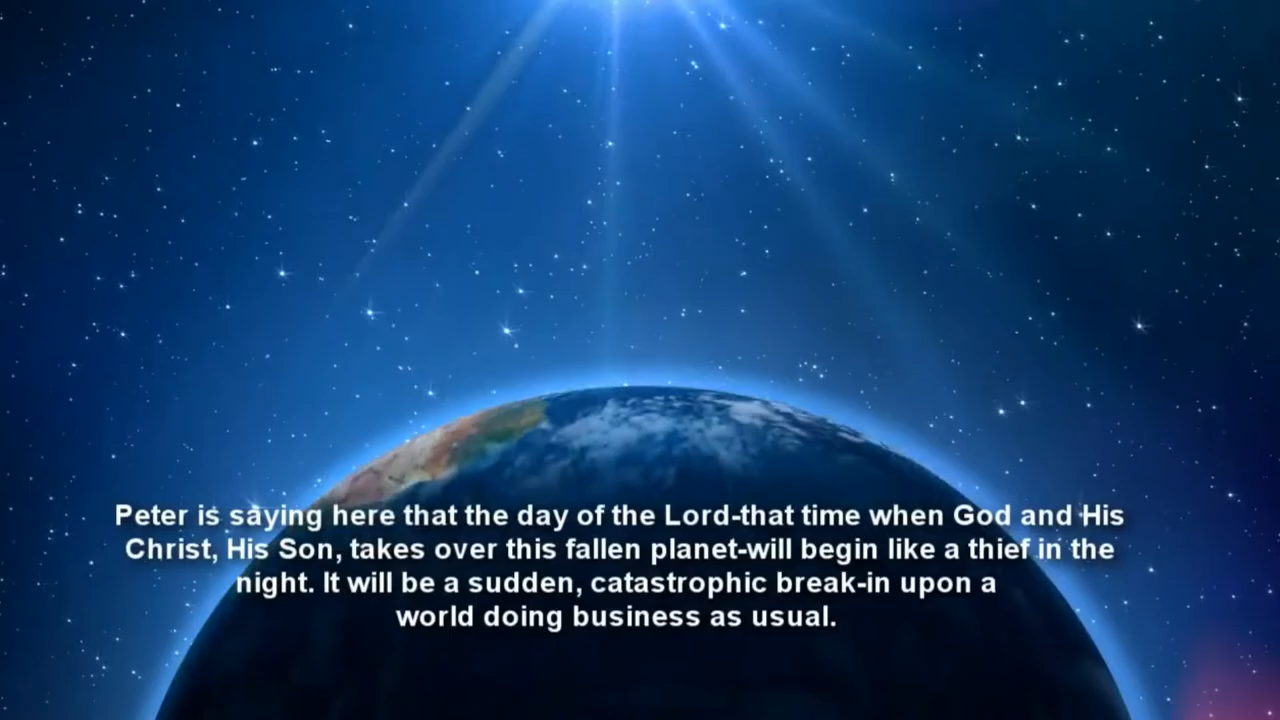 Peter is saying here that the day of the Lord-that time when God and His
Christ, His Son, takes over this fallen planet-will begin like a thief in the
night. It will be a sudden, catastrophic break-in upon a
world doing business as usual.